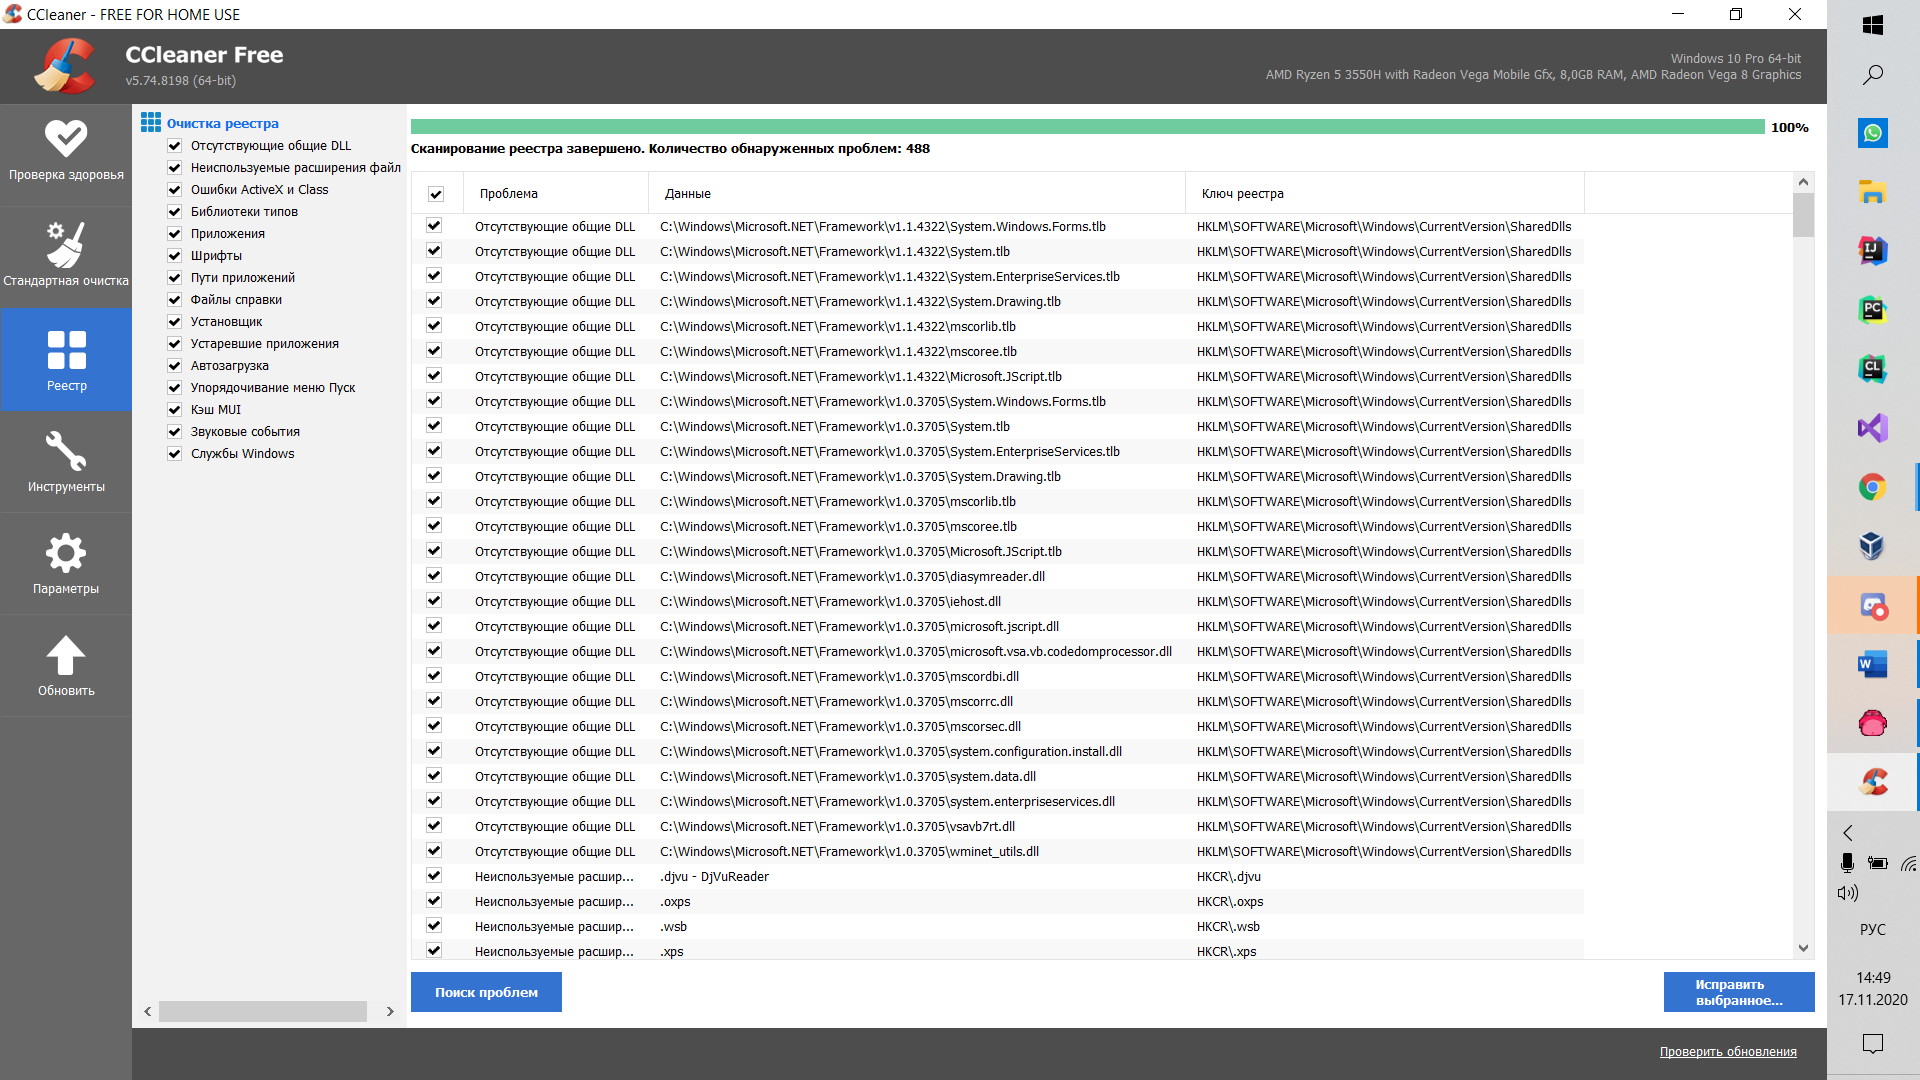 CCleaner - FREE FOR HOME USE
CCleaner Free
v5.74.8198 (64-bit)
Windows 10 Pro 64-bit
AMD Ryzen 5 3550H with Radeon Vega Mobile Gfx, 8,0GB RAM, AMD Radeon Vega 8 Graphics
Проверка здоровья
Стандартная очистка
Реестр
Инструменты
Параметры
Обновить
Очистка реестра
Отсутствующие общие DLL
Неиспользуемые расширения файл
Ошибки ActiveX и Class
Библиотеки типов
Приложения
Шрифты
Пути приложений
Файлы справки
Установщик
Устаревшие приложения
Автозагрузка
Упорядочивание меню Пуск
Кэш MUI
Звуковые события
Службы Windows
100%
Сканирование реестра завершено. Количество обнаруженных проблем: 488
Проблема Данные Ключ реестра
Отсутствующие общие DLL C:\Windows\Microsoft.NET\Framework\v1.1.4322\System.Windows.Forms.tlb HKLM\SOFTWARE\Microsoft\Windows\CurrentVersion\SharedDlls
Отсутствующие общие DLL C:\Windows\Microsoft.NET\Framework\v1.1.4322\System.tlb HKLM\SOFTWARE\Microsoft\Windows\CurrentVersion\SharedDlls
Отсутствующие общие DLL C:\Windows\Microsoft.NET\Framework\v1.1.4322\System.EnterpriseServices.tlb HKLM\SOFTWARE\Microsoft\Windows\CurrentVersion\SharedDlls
Отсутствующие общие DLL C:\Windows\Microsoft.NET\Framework\v1.1.4322\System.Drawing.tlb HKLM\SOFTWARE\Microsoft\Windows\CurrentVersion\SharedDlls
Отсутствующие общие DLL C:\Windows\Microsoft.NET\Framework\v1.1.4322\mscorlib.tlb HKLM\SOFTWARE\Microsoft\Windows\CurrentVersion\SharedDlls
Отсутствующие общие DLL C:\Windows\Microsoft.NET\Framework\v1.1.4322\mscoree.tlb HKLM\SOFTWARE\Microsoft\Windows\CurrentVersion\SharedDlls
Отсутствующие общие DLL C:\Windows\Microsoft.NET\Framework\v1.1.4322\Microsoft.JScript.tlb HKLM\SOFTWARE\Microsoft\Windows\CurrentVersion\SharedDlls
Отсутствующие общие DLL C:\Windows\Microsoft.NET\Framework\v1.0.3705\System.Windows.Forms.tlb HKLM\SOFTWARE\Microsoft\Windows\CurrentVersion\SharedDlls
Отсутствующие общие DLL C:\Windows\Microsoft.NET\Framework\v1.0.3705\System.tlb HKLM\SOFTWARE\Microsoft\Windows\CurrentVersion\SharedDlls
Отсутствующие общие DLL C:\Windows\Microsoft.NET\Framework\v1.0.3705\System.EnterpriseServices.tlb HKLM\SOFTWARE\Microsoft\Windows\CurrentVersion\SharedDlls
Отсутствующие общие DLL C:\Windows\Microsoft.NET\Framework\v1.0.3705\System.Drawing.tlb HKLM\SOFTWARE\Microsoft\Windows\CurrentVersion\SharedDlls
Отсутствующие общие DLL C:\Windows\Microsoft.NET\Framework\v1.0.3705\mscorlib.tlb HKLM\SOFTWARE\Microsoft\Windows\CurrentVersion\SharedDlls
Отсутствующие общие DLL C:\Windows\Microsoft.NET\Framework\v1.0.3705\mscoree.tlb HKLM\SOFTWARE\Microsoft\Windows\CurrentVersion\SharedDlls
Отсутствующие общие DLL C:\Windows\Microsoft.NET\Framework\v1.0.3705\Microsoft.JScript.tlb HKLM\SOFTWARE\Microsoft\Windows\CurrentVersion\SharedDlls
Отсутствующие общие DLL C:\Windows\Microsoft.NET\Framework\v1.0.3705\diasymreader.dll HKLM\SOFTWARE\Microsoft\Windows\CurrentVersion\SharedDlls
Отсутствующие общие DLL C:\Windows\Microsoft.NET\Framework\v1.0.3705\iehost.dll HKLM\SOFTWARE\Microsoft\Windows\CurrentVersion\SharedDlls
Отсутствующие общие DLL C:\Windows\Microsoft.NET\Framework\v1.0.3705\microsoft.jscript.dll HKLM\SOFTWARE\Microsoft\Windows\CurrentVersion\SharedDlls
Отсутствующие общие DLL C:\Windows\Microsoft.NET\Framework\v1.0.3705\microsoft.vsa.vb.codedomprocessor.dll HKLM\SOFTWARE\Microsoft\Windows\CurrentVersion\SharedDlls
Отсутствующие общие DLL C:\Windows\Microsoft.NET\Framework\v1.0.3705\mscordbi.dll HKLM\SOFTWARE\Microsoft\Windows\CurrentVersion\SharedDlls
Отсутствующие общие DLL C:\Windows\Microsoft.NET\Framework\v1.0.3705\mscorrc.dll HKLM\SOFTWARE\Microsoft\Windows\CurrentVersion\SharedDlls
Отсутствующие общие DLL C:\Windows\Microsoft.NET\Framework\v1.0.3705\mscorsec.dll HKLM\SOFTWARE\Microsoft\Windows\CurrentVersion\SharedDlls
Отсутствующие общие DLL C:\Windows\Microsoft.NET\Framework\v1.0.3705\system.configuration.install.dll HKLM\SOFTWARE\Microsoft\Windows\CurrentVersion\SharedDlls
Отсутствующие общие DLL C:\Windows\Microsoft.NET\Framework\v1.0.3705\system.data.dll HKLM\SOFTWARE\Microsoft\Windows\CurrentVersion\SharedDlls
Отсутствующие общие DLL C:\Windows\Microsoft.NET\Framework\v1.0.3705\system.enterpriseservices.dll HKLM\SOFTWARE\Microsoft\Windows\CurrentVersion\SharedDlls
Отсутствующие общие DLL C:\Windows\Microsoft.NET\Framework\v1.0.3705\vsavb7rt.dll HKLM\SOFTWARE\Microsoft\Windows\CurrentVersion\SharedDlls
Отсутствующие общие DLL C:\Windows\Microsoft.NET\Framework\v1.0.3705\wminet_utils.dll HKLM\SOFTWARE\Microsoft\Windows\CurrentVersion\SharedDlls
Неиспользуемые расшир... .djvu - DjVuReader HKCR\.djvu
Неиспользуемые расшир... .oxps HKCR\.oxps
Неиспользуемые расшир... .wsb HKCR\.wsb
Неиспользуемые расшир... .xps HKCR\.xps
Поиск проблем
Исправить
выбранное...
Проверить обновления
IJ
PC
CL
W
РУС
14:49
17.11.2020